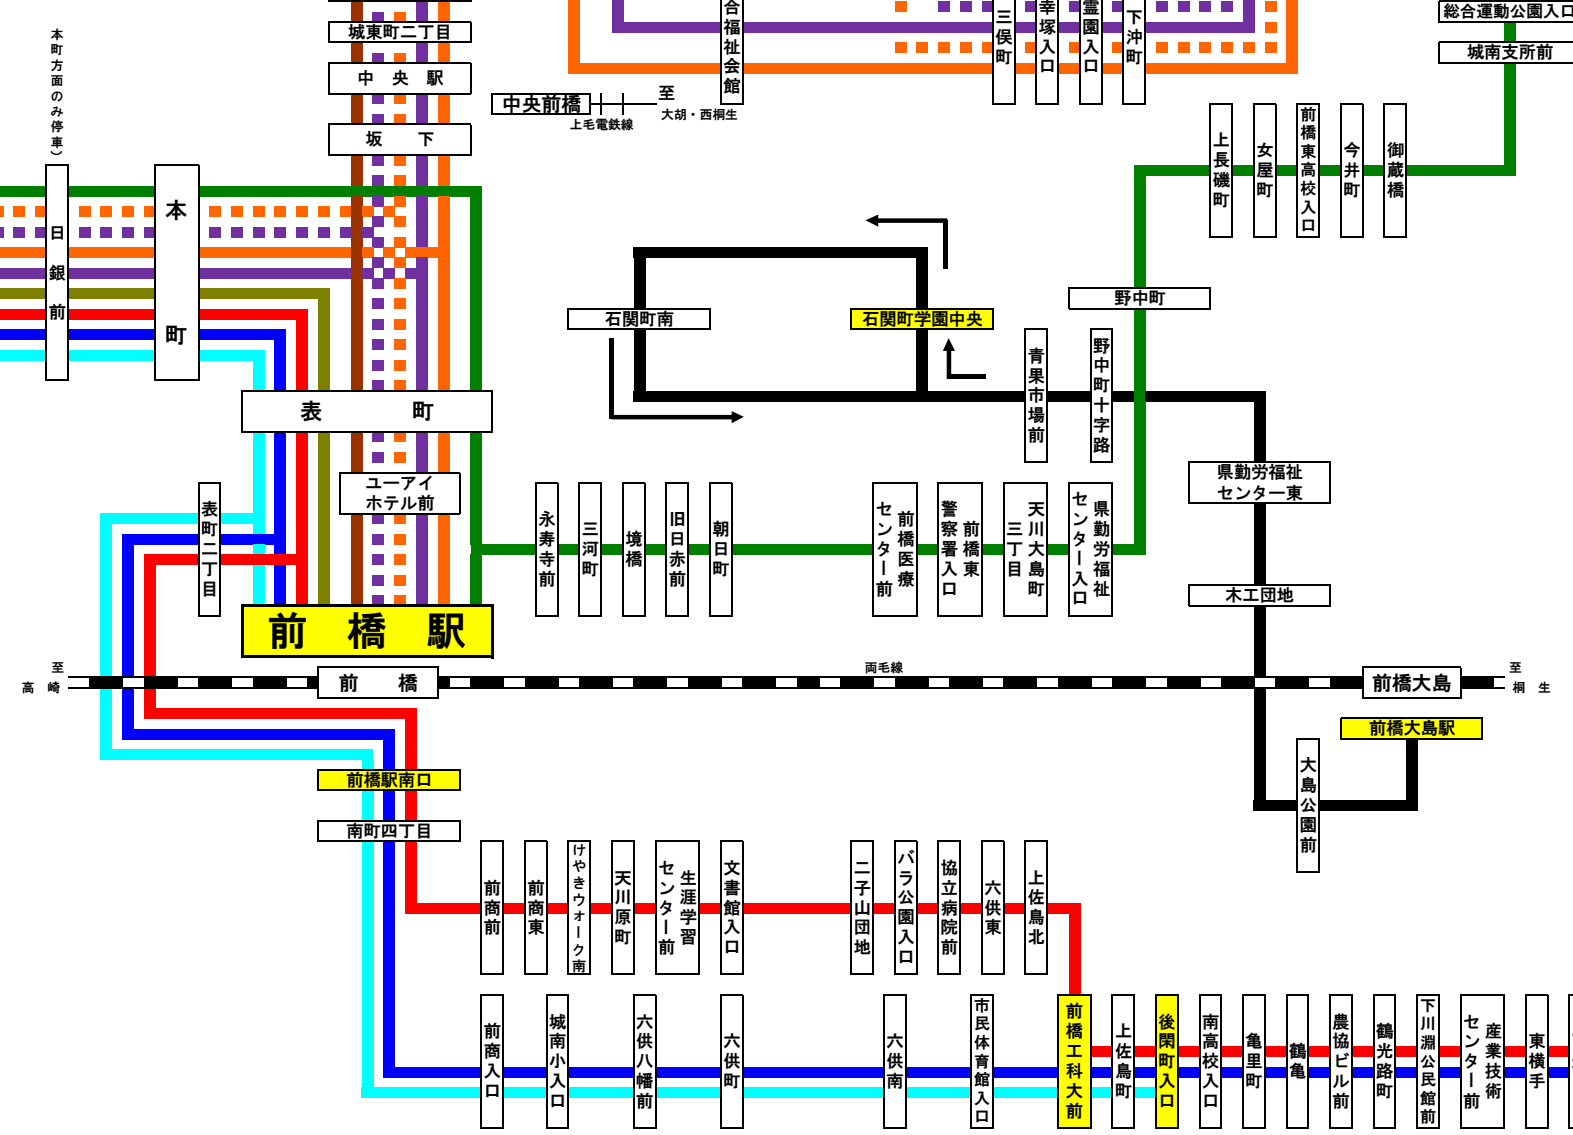 城東町二丁目
中 央 駅
坂 下
本町方面のみ停車）
日銀前
本町
表 町
ユーアイ
ホテル前
表町二丁目
前 橋 駅
合福祉会館
三俣町
幸塚入口
霊園入口
下沖町
中央前橋
至
大胡・西桐生
上毛電鉄線
総合運動公園入口
城南支所前
上長磯町
女屋町
前橋東高校入口
今井町
御蔵橋
野中町
石関町南
石関町学園中央
青果市場前
野中町十字路
県勤労福祉
センター東
木工団地
永寿寺前
三河町
境橋
旧日赤前
朝日町
前橋医療
センター前
前橋東
警察署入口
天川大島町
三丁目
県勤労福祉
センター入口
至
高 崎
前 橋
両毛線
前橋大島
至
桐 生
前橋大島駅
大島公園前
前橋駅南口
南町四丁目
前商前
前商東
けやきウォーク南
天川原町
生涯学習
センター前
文書館入口
二子山団地
バラ公園入口
協立病院前
六供東
上佐鳥北
前商入口
城南小入口
六供八幡前
六供町
六供南
市民体育館入口
前橋工科大前
上佐鳥町
後閑町入口
南高校入口
亀里町
鶴亀
農協ビル前
鶴光路町
下川淵公民館前
産業技術
センター前
東横手